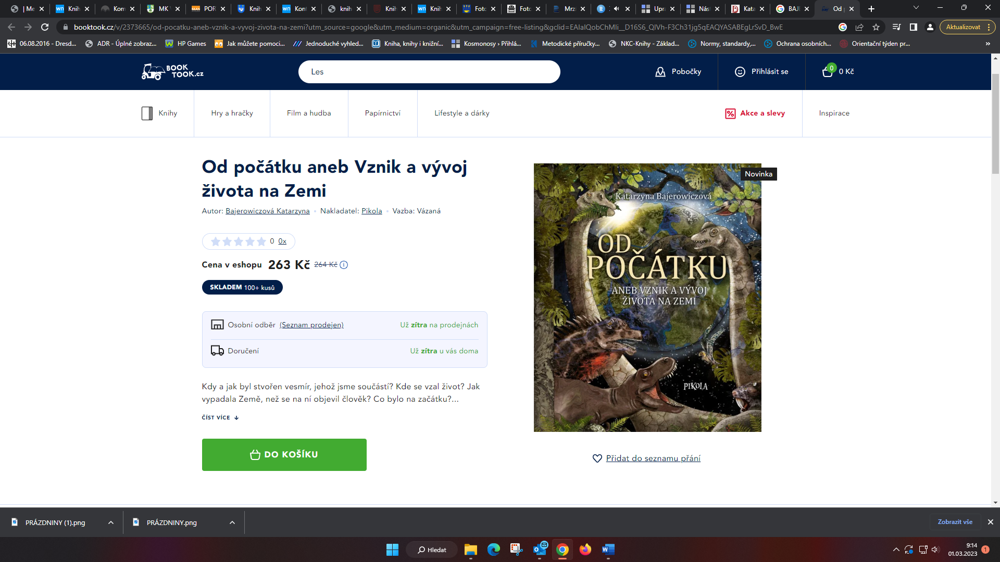 | Me
Knih
Kom
MK
POR
Knih
Kont
knih
Knih
Knih
Foto
Foto
Mrzı
Upra
Nás
Kata
BAJ
Od
booktook.cz/v/2373665/od-pocatku-aneb-vznik-a-vyvoj-zivota-na-zemi?utm_source=google&utm_medium=organic&utm_campaign=free-listing&gclid=EAIaIQobChMIi__D16S6_QIVh-F3Ch31jg5qEAQYASABEgLrSvD_BwE
Aktualizovat
06.08.2016 - Dresd...
ADR - Úplné zobraz...
HP Games
Jak můžete pomoci...
Jednoduché vyhled...
Kniha, knihy i knižní...
Kosmonosy › Přihlá...
Metodické příručky...
NKC-Knihy - Základ...
Normy, standardy,...
Ochrana osobních...
Orientační týden pr...
»
BOOK
TOOK.cz
Les
Pobočky
Přihlásit se
0
0 Kč
Knihy
Hry a hračky
Film a hudba
Papírnictví
Lifestyle a dárky
% Akce a slevy
Inspirace
Od počátku aneb Vznik a vývoj
života na Zemi
Autor: Bajerowiczová Katarzyna • Nakladatel: Pikola • Vazba: Vázaná
0 0x
Cena v eshopu 263 Kč 264 Kč i
SKLADEM 100+ kusů
Osobní odběr (Seznam prodejen) Už zítra na prodejnách
Doručení Už zítra u vás doma
Kdy a jak byl stvořen vesmír, jehož jsme součástí? Kde se vzal život? Jak
vypadala Země, než se na ní objevil člověk? Co bylo na začátku?...
ČÍST VÍCE
DO KOŠÍKU
Novinka
Katarzyna Bajerowiczová
OD
POČÁTKU
ANEB VZNIK A VÝVOJ
ŽIVOTA NA ZEMI
PIKOLA
Přidat do seznamu přání
PRÁZDNINY (1).png
PRÁZDNINY.png
Zobrazit vše
Hledat
9:14
01.03.2023
1